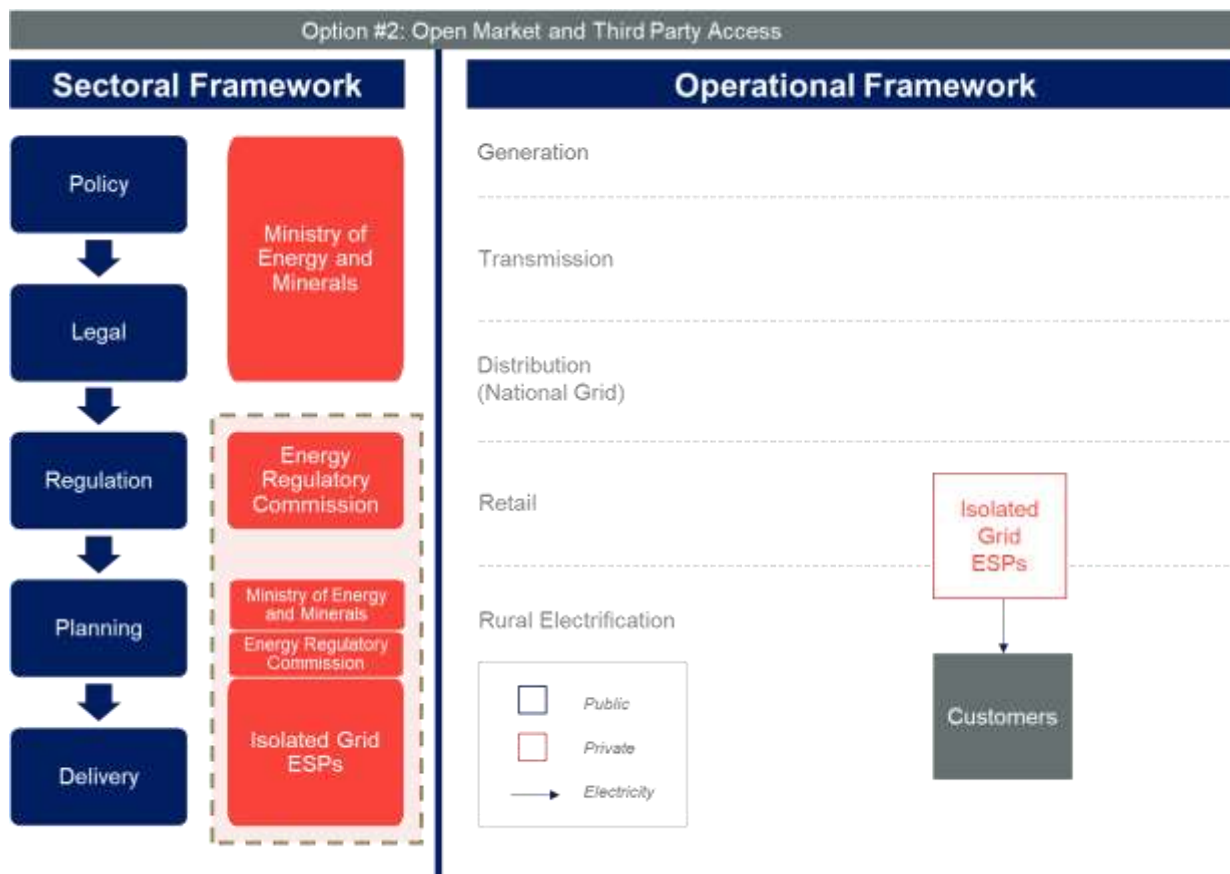 Option #2: Open Market and Third Party Access
Sectoral Framework
Operational Framework
Policy
Legal
Regulation
Planning
Delivery
Ministry of
Energy and
Minerals
Energy
Regulatory
Commission
Ministry of Energy
and Minerals
Energy Regulatory
Commission
Isolated Grid
ESPs
Generation
Transmission
Distribution
(National Grid)
Retail
Rural Electrification
Isolated
Grid
ESPs
Customers
Public
Private
Electricity